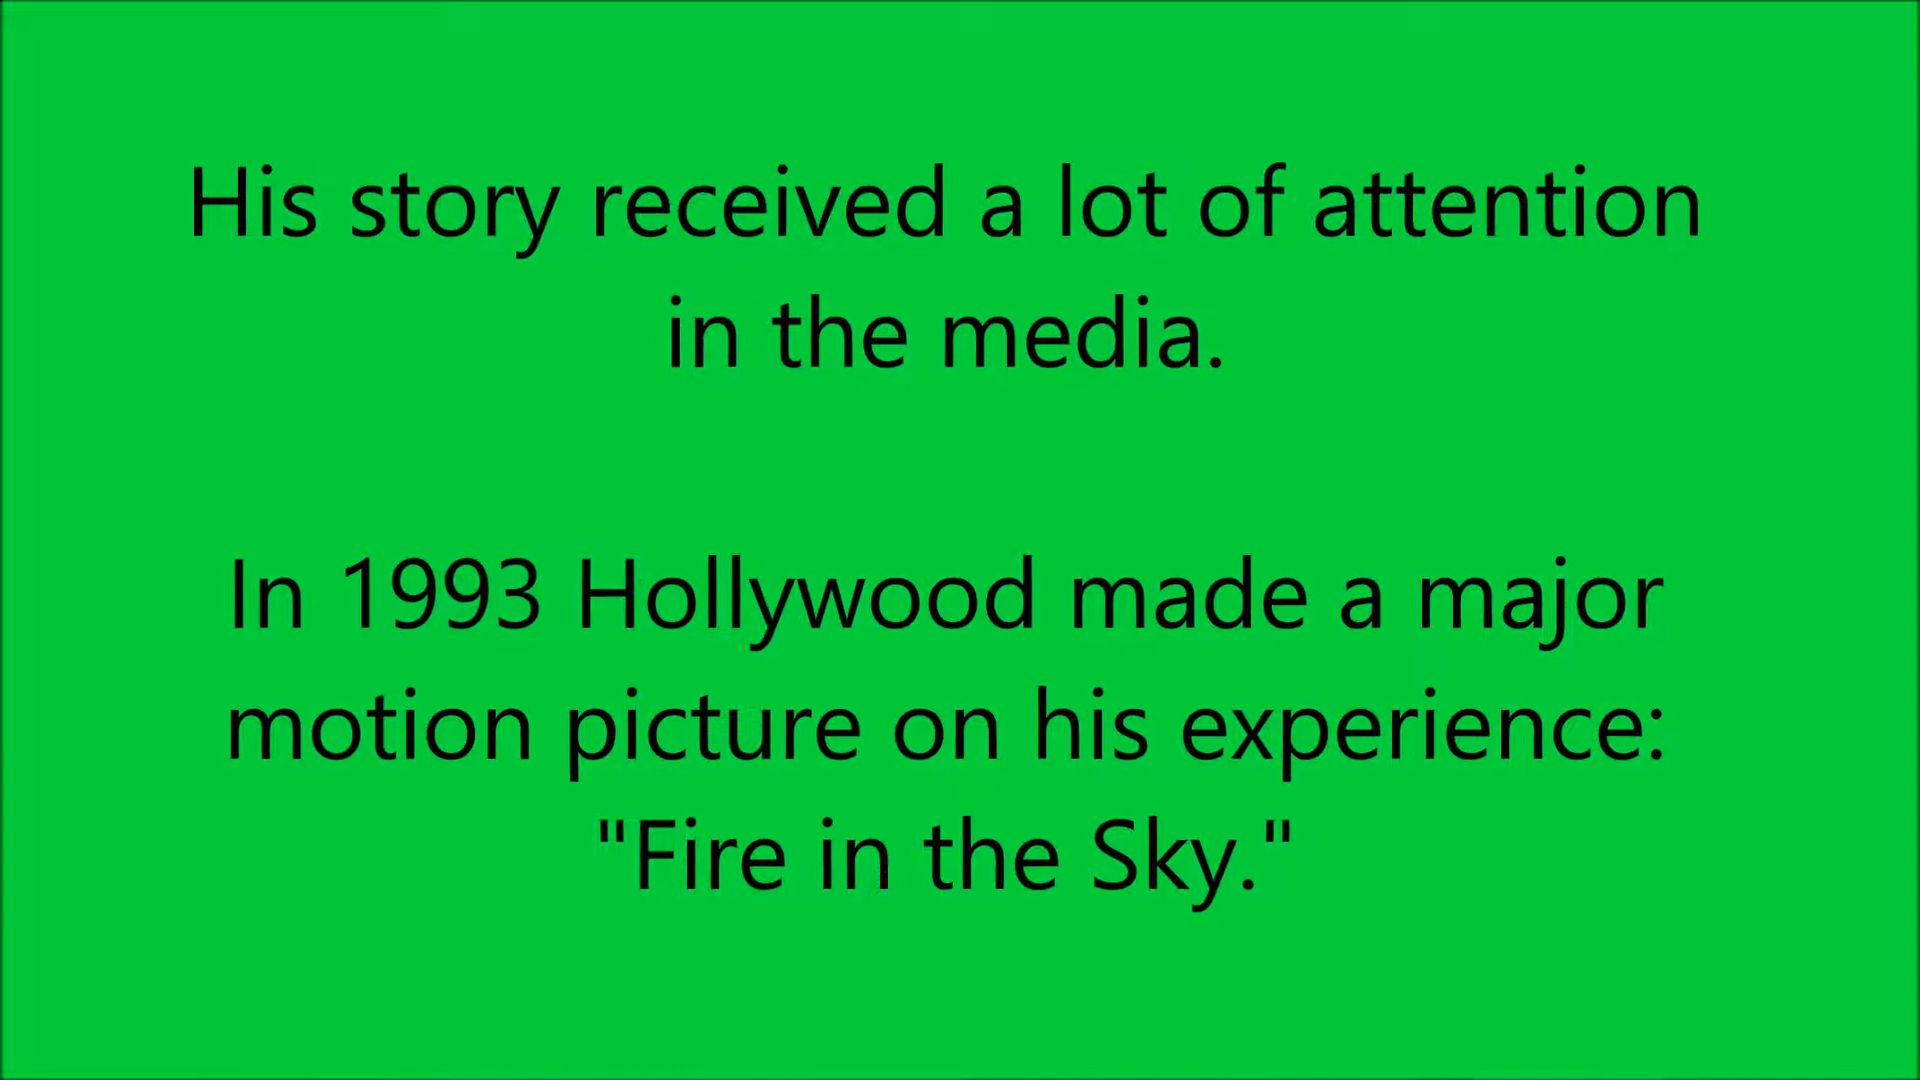 His story received a lot of attention
in the media.
In 1993 Hollywood made a major
motion picture on his experience:
"Fire in the Sky."